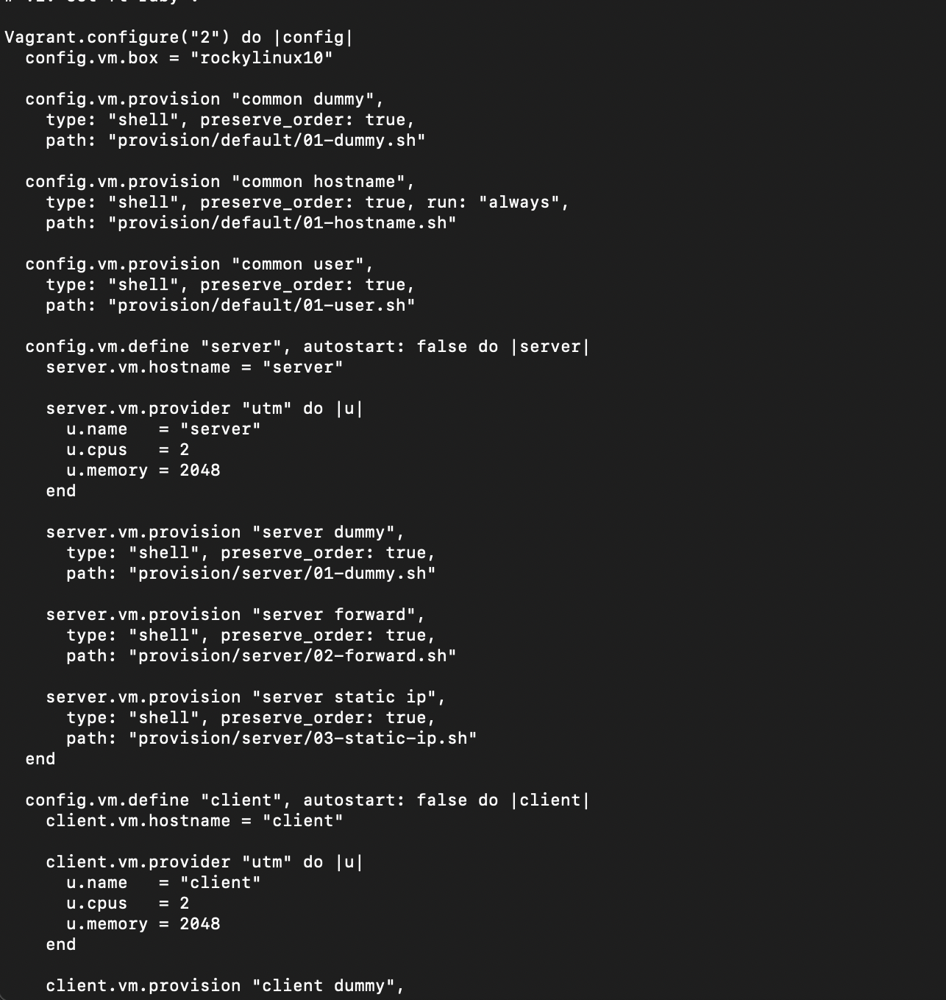 Vagrant.configure("2") do |config|
  config.vm.box = "rockylinux10"
  config.vm.provision "common dummy",
    type: "shell", preserve_order: true,
    path: "provision/default/01-dummy.sh"
  config.vm.provision "common hostname",
    type: "shell", preserve_order: true, run: "always",
    path: "provision/default/01-hostname.sh"
  config.vm.provision "common user",
    type: "shell", preserve_order: true,
    path: "provision/default/01-user.sh"
  config.vm.define "server", autostart: false do |server|
    server.vm.hostname = "server"
    server.vm.provider "utm" do |u|
      u.name   = "server"
      u.cpus   = 2
      u.memory = 2048
    end
    server.vm.provision "server dummy",
      type: "shell", preserve_order: true,
      path: "provision/server/01-dummy.sh"
    server.vm.provision "server forward",
      type: "shell", preserve_order: true,
      path: "provision/server/02-forward.sh"
    server.vm.provision "server static ip",
      type: "shell", preserve_order: true,
      path: "provision/server/03-static-ip.sh"
  end
  config.vm.define "client", autostart: false do |client|
    client.vm.hostname = "client"
    client.vm.provider "utm" do |u|
      u.name   = "client"
      u.cpus   = 2
      u.memory = 2048
    end
    client.vm.provision "client dummy",